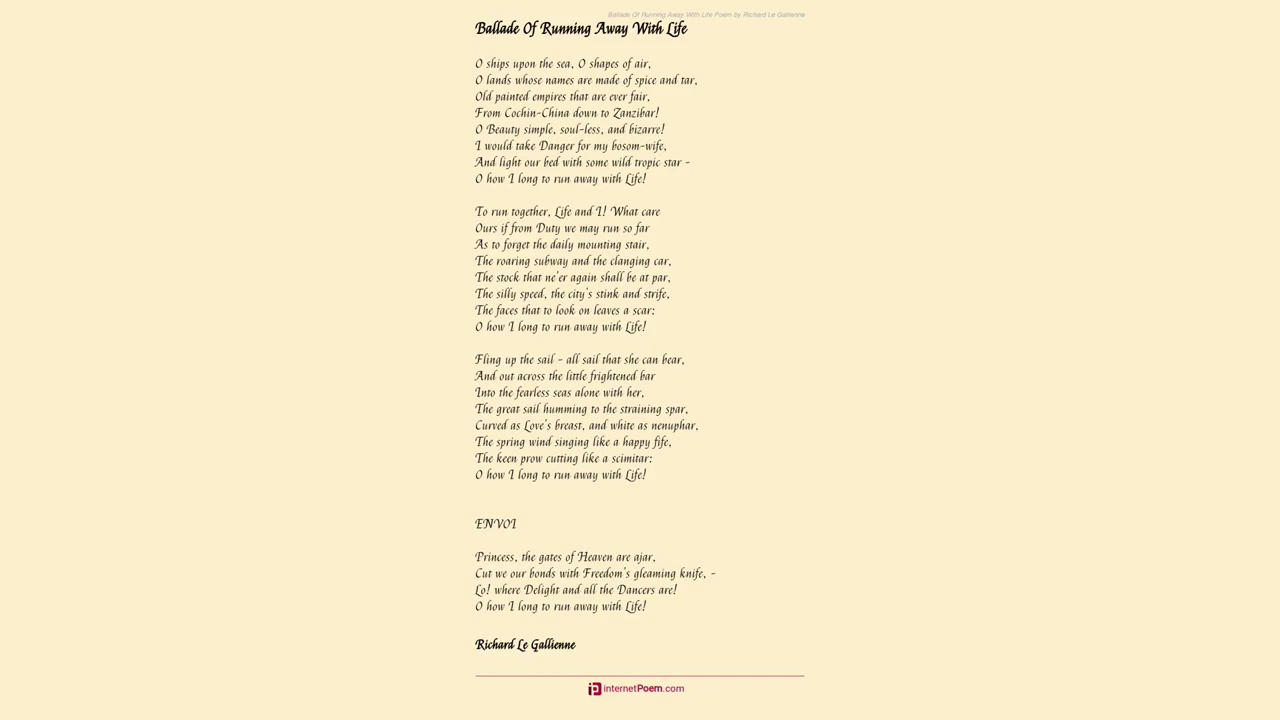 Ballade Of Running Away With Life Poem by Richard Le Gallienne
Ballade Of Running Away With Life
O ships upon the sea, O shapes of air,
O lands whose names are made of spice and tar,
Old painted empires that are ever fair,
From Cochin-China down to Zanzibar!
O Beauty simple, soul-less, and bizarre!
I would take Danger for my bosom-wife,
And light our bed with some wild tropic star -
O how I long to run away with Life!
To run together, Life and I! What care
Ours if from Duty we may run so far
As to forget the daily mounting stair,
The roaring subway and the clanging car,
The stock that ne'er again shall be at par,
The silly speed, the city's stink and strife,
The faces that to look on leaves a scar:
O how I long to run away with Life!
Fling up the sail - all sail that she can bear,
And out across the little frightened bar
Into the fearless seas alone with her,
The great sail humming to the straining spar,
Curved as Love's breast, and white as nenuphar,
The spring wind singing like a happy fife,
The keen prow cutting like a scimitar:
O how I long to run away with Life!
ENVOI
Princess, the gates of Heaven are ajar,
Cut we our bonds with Freedom's gleaming knife, -
Lo! where Delight and all the Dancers are!
O how I long to run away with Life!
Richard Le Gallienne
internetPoem.com